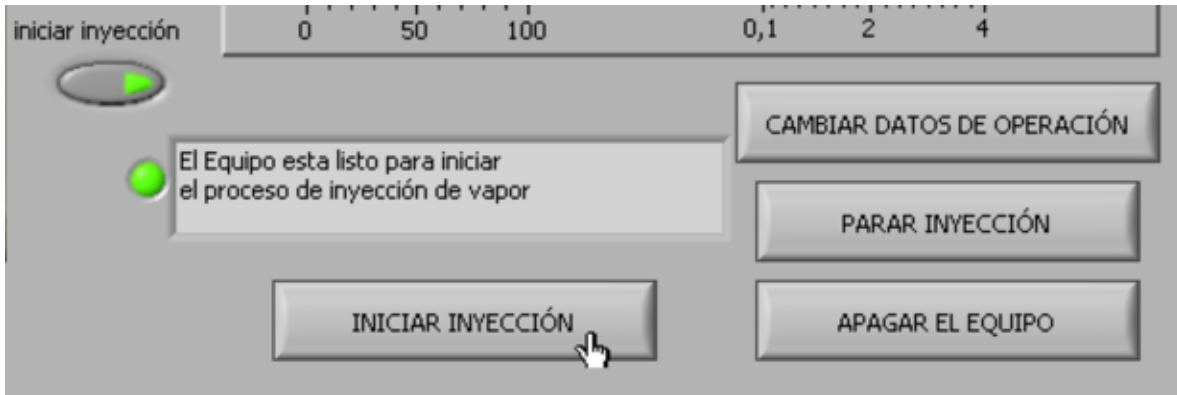 iniciar inyección
0 50 100
0,1 2 4
CAMBIAR DATOS DE OPERACIÓN
El Equipo esta listo para iniciar
el proceso de inyección de vapor
PARAR INYECCIÓN
INICIAR INYECCIÓN
APAGAR EL EQUIPO